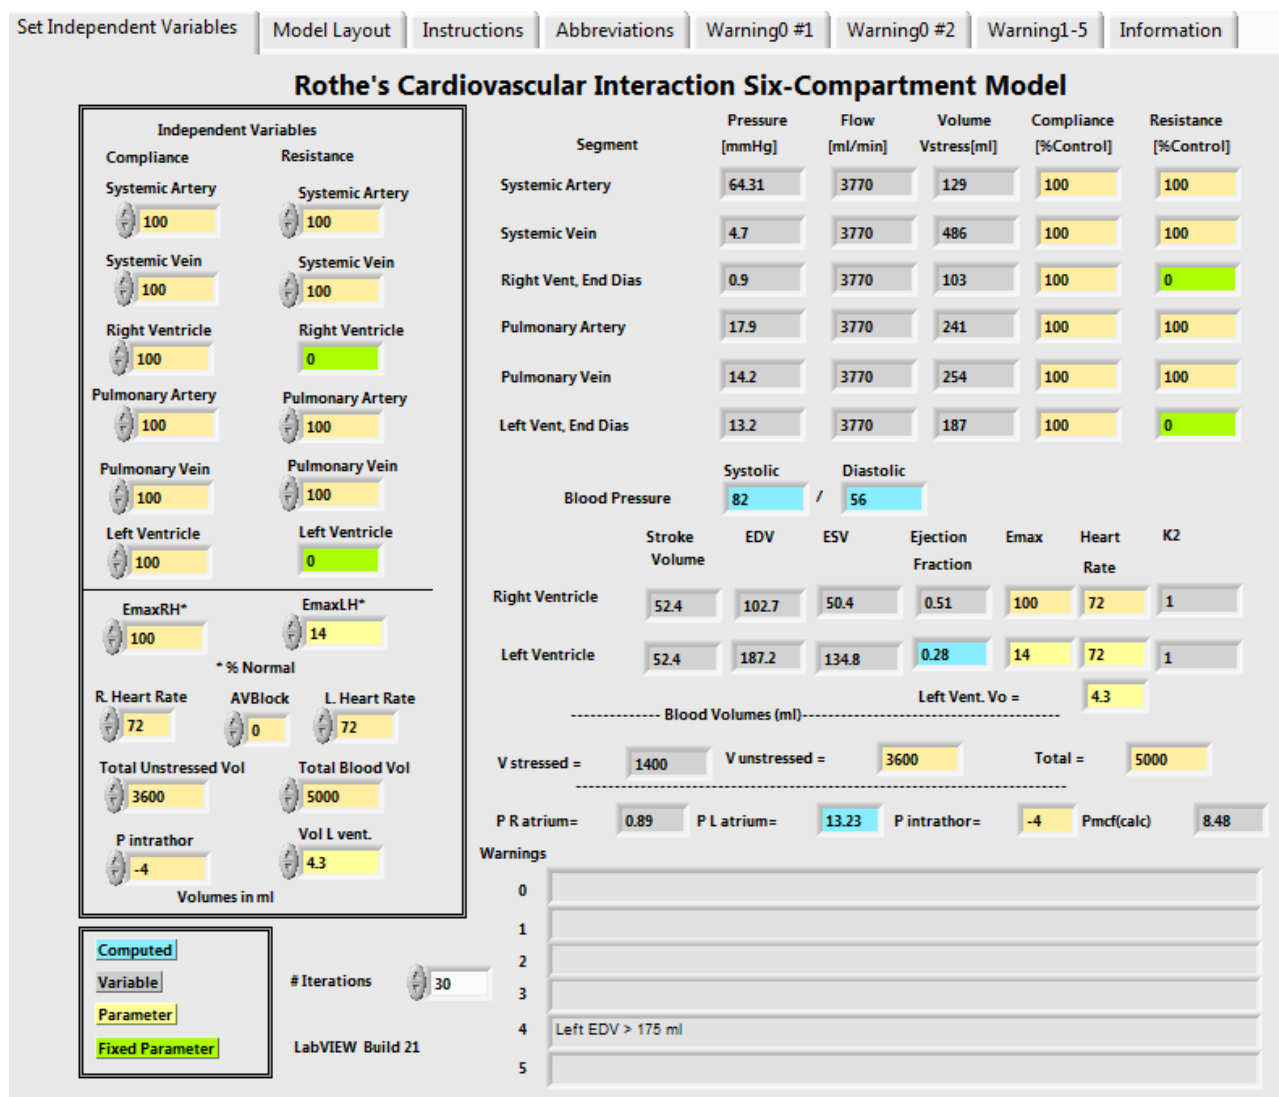 Set Independent Variables Model Layout Instructions Abbreviations Warning0 #1 Warning0 #2 Warning1-5 Information
Rothe's Cardiovascular Interaction Six-Compartment Model
Independent Variables
Compliance Resistance
Systemic Artery Systemic Artery
100 100
Systemic Vein Systemic Vein
100 100
Right Ventricle Right Ventricle
100 0
Pulmonary Artery Pulmonary Artery
100 100
Pulmonary Vein Pulmonary Vein
100 100
Left Ventricle Left Ventricle
100 0
EmaxRH* EmaxLH*
100 14
* % Normal
R. Heart Rate AVBlock L. Heart Rate
72 0 72
Total Unstressed Vol Total Blood Vol
3600 5000
P intrathor Vol L vent.
-4 4.3
Volumes in ml
Computed
Variable
Parameter
Fixed Parameter
# Iterations 30
LabVIEW Build 21
Pressure Flow Volume Compliance Resistance
Segment [mmHg] [ml/min] Vstress[ml] [%Control] [%Control]
Systemic Artery 64.31 3770 129 100 100
Systemic Vein 4.7 3770 486 100 100
Right Vent, End Dias 0.9 3770 103 100 0
Pulmonary Artery 17.9 3770 241 100 100
Pulmonary Vein 14.2 3770 254 100 100
Left Vent, End Dias 13.2 3770 187 100 0
Systolic Diastolic
Blood Pressure 82 / 56
Stroke EDV ESV Ejection Emax Heart K2
Volume Fraction Rate
Right Ventricle 52.4 102.7 50.4 0.51 100 72 1
Left Ventricle 52.4 187.2 134.8 0.28 14 72 1
Left Vent. Vo = 4.3
-------------- Blood Volumes (ml)----------------------------------------
V stressed = 1400 V unstressed = 3600 Total = 5000
P R atrium= 0.89 P L atrium= 13.23 P intrathor= -4 Pmcf(calc) 8.48
Warnings
0
1
2
3
4 Left EDV > 175 ml
5